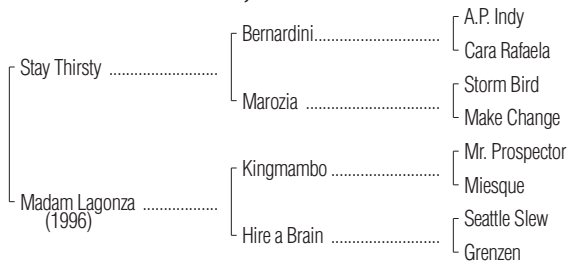 A.P. Indy
Bernardini
Cara Rafaela
Stay Thirsty
Storm Bird
Marozia
Make Change
Mr. Prospector
Kingmambo
Miesque
Madam Lagonza
(1996)
Seattle Slew
Hire a Brain
Grenzen